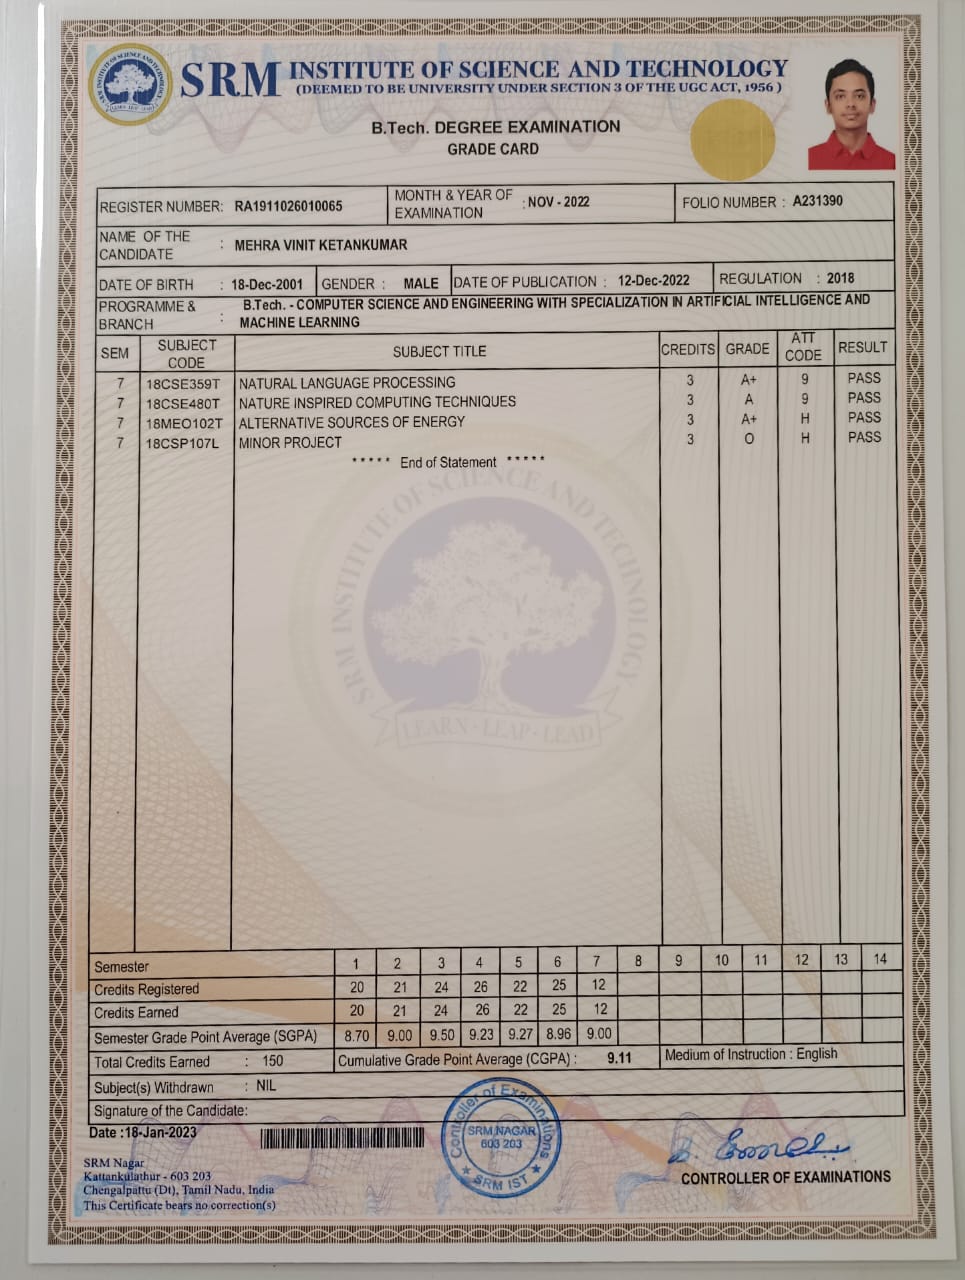 SRM INSTITUTE OF SCIENCE AND TECHNOLOGY
(DEEMED TO BE UNIVERSITY UNDER SECTION 3 OF THE UGC ACT, 1956 )
B.Tech. DEGREE EXAMINATION
GRADE CARD
REGISTER NUMBER: RA1911026010065 MONTH & YEAR OF EXAMINATION : NOV - 2022 FOLIO NUMBER : A231390
NAME OF THE CANDIDATE : MEHRA VINIT KETANKUMAR
DATE OF BIRTH : 18-Dec-2001 GENDER : MALE DATE OF PUBLICATION : 12-Dec-2022 REGULATION : 2018
PROGRAMME & BRANCH : B.Tech. - COMPUTER SCIENCE AND ENGINEERING WITH SPECIALIZATION IN ARTIFICIAL INTELLIGENCE AND
MACHINE LEARNING
SEM SUBJECT CODE SUBJECT TITLE CREDITS GRADE ATT CODE RESULT
7 18CSE359T NATURAL LANGUAGE PROCESSING 3 A+ 9 PASS
7 18CSE480T NATURE INSPIRED COMPUTING TECHNIQUES 3 A 9 PASS
7 18MEO102T ALTERNATIVE SOURCES OF ENERGY 3 A+ H PASS
7 18CSP107L MINOR PROJECT 3 O H PASS
***** End of Statement *****
SRM INSTITUTE OF SCIENCE AND TECHNOLOGY
LEARN - LEAP - LEAD
Semester 1 2 3 4 5 6 7 8 9 10 11 12 13 14
Credits Registered 20 21 24 26 22 25 12
Credits Earned 20 21 24 26 22 25 12
Semester Grade Point Average (SGPA) 8.70 9.00 9.50 9.23 9.27 8.96 9.00
Total Credits Earned : 150 Cumulative Grade Point Average (CGPA) : 9.11 Medium of Instruction : English
Subject(s) Withdrawn : NIL
Signature of the Candidate:
Date :18-Jan-2023
Controller of Examinations
SRM NAGAR
603 203
SRM IST
SRM Nagar
Kattankulathur - 603 203
Chengalpattu (Dt), Tamil Nadu, India
This Certificate bears no correction(s)
CONTROLLER OF EXAMINATIONS